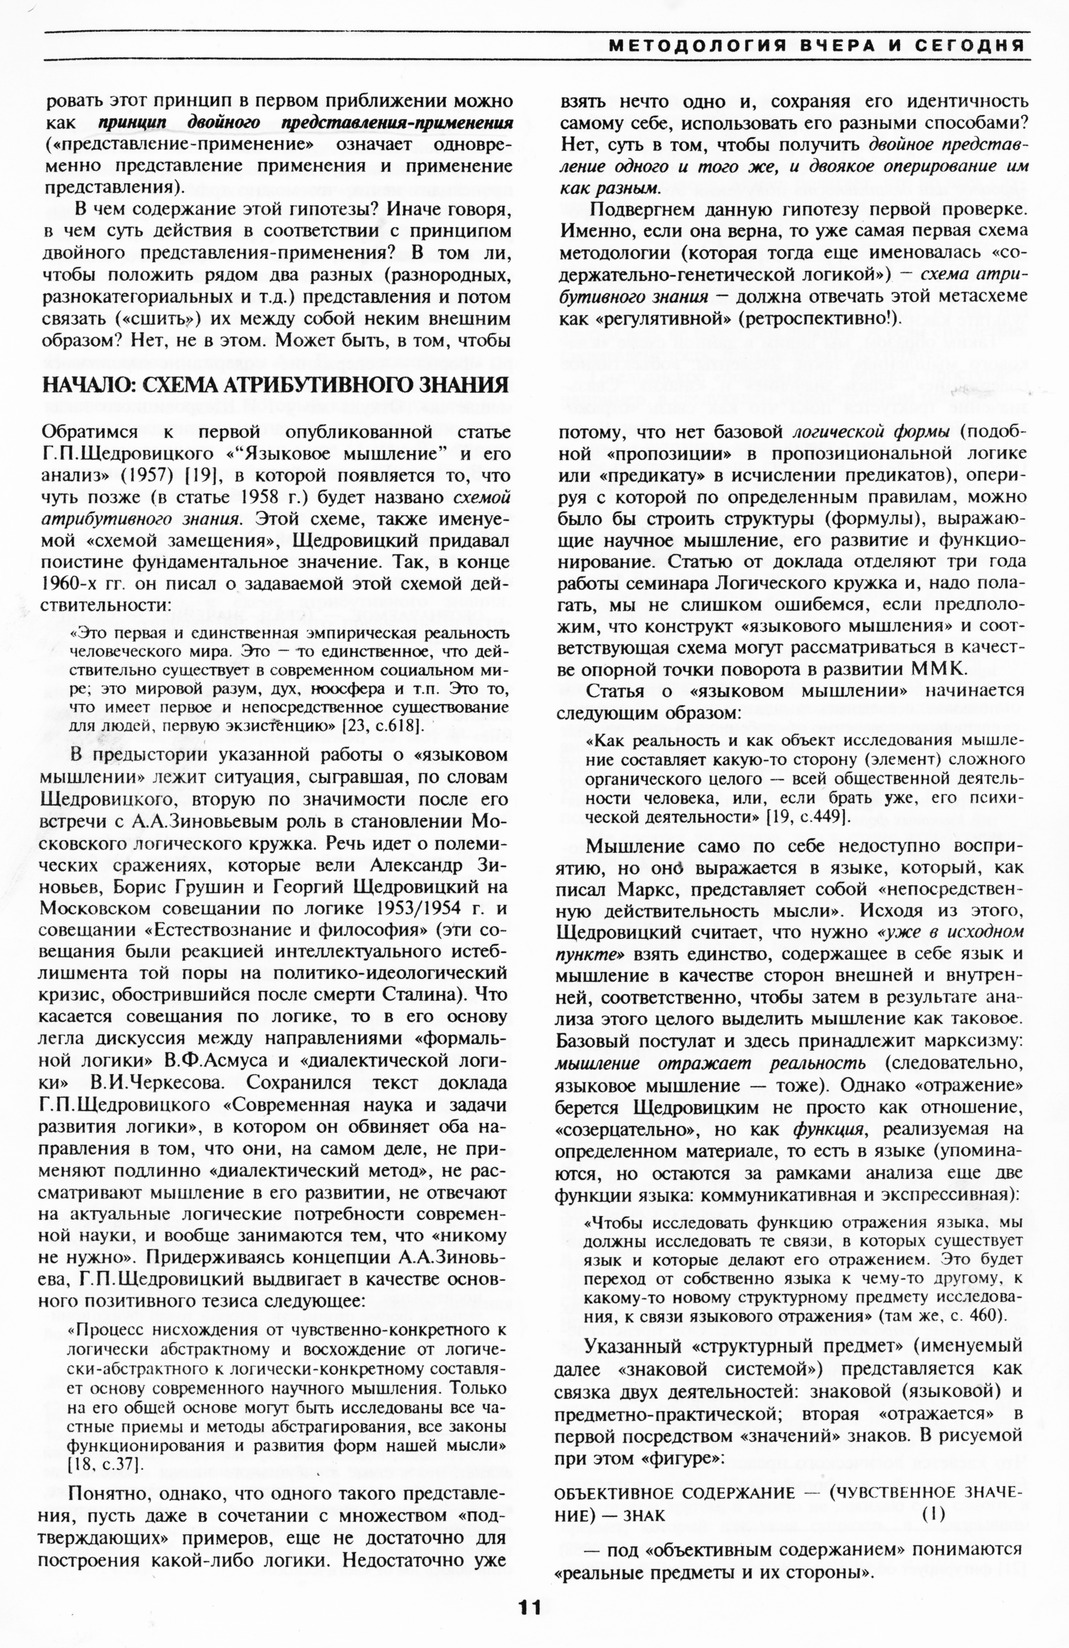 МЕТОДОЛОГИЯ ВЧЕРА И СЕГОДНЯ
ровать этот принцип в первом приближении можно
как принцип двойного представления-применения
(«представление-применение» означает одновре-
менно представление применения и применение
представления).
В чем содержание этой гипотезы? Иначе говоря,
в чем суть действия в соответствии с принципом
двойного представления-применения? В том ли,
чтобы положить рядом два разных (разнородных,
разнокатегориальных и т.д.) представления и потом
связать («сшить») их между собой неким внешним
образом? Нет, не в этом. Может быть, в том, чтобы
взять нечто одно и, сохраняя его идентичность
самому себе, использовать его разными способами?
Нет, суть в том, чтобы получить двойное представ-
ление одного и того же, и двоякое оперирование им
как разным.
Подвергнем данную гипотезу первой проверке.
Именно, если она верна, то уже самая первая схема
методологии (которая тогда еще именовалась «со-
держательно-генетической логикой») — схема атри-
бутивного знания — должна отвечать этой метасхеме
как «регулятивной» (ретроспективно!).
НАЧАЛО: СХЕМА АТРИБУТИВНОГО ЗНАНИЯ
Обратимся к первой опубликованной статье
Г.П.Щедровицкого «“Языковое мышление” и его
анализ» (1957) [19], в которой появляется то, что
чуть позже (в статье 1958 г.) будет названо схемой
атрибутивного знания. Этой схеме, также именуе-
мой «схемой замещения», Щедровицкий придавал
поистине фундаментальное значение. Так, в конце
1960-х гг. он писал о задаваемой этой схемой дей-
ствительности:
«Это первая и единственная эмпирическая реальность
человеческого мира. Это — то единственное, что дей-
ствительно существует в современном социальном ми-
ре; это мировой разум, дух, ноосфера и т.п. Это то,
что имеет первое и непосредственное существование
для людей, первую экзистенцию» [23, с.618].
В предыстории указанной работы о «языковом
мышлении» лежит ситуация, сыгравшая, по словам
Щедровицкого, вторую по значимости после его
встречи с А.А.Зиновьевым роль в становлении Мо-
сковского логического кружка. Речь идет о полеми-
ческих сражениях, которые вели Александр Зи-
новьев, Борис Грушин и Георгий Щедровицкий на
Московском совещании по логике 1953/1954 г. и
совещании «Естествознание и философия» (эти со-
вещания были реакцией интеллектуального истеб-
лишмента той поры на политико-идеологический
кризис, обострившийся после смерти Сталина). Что
касается совещания по логике, то в его основу
легла дискуссия между направлениями «формаль-
ной логики» В.Ф.Асмуса и «диалектической логи-
ки» В.И.Черкесова. Сохранился текст доклада
Г.П.Щедровицкого «Современная наука и задачи
развития логики», в котором он обвиняет оба на-
правления в том, что они, на самом деле, не при-
меняют подлинно «диалектический метод», не рас-
сматривают мышление в его развитии, не отвечают
на актуальные логические потребности современ-
ной науки, и вообще занимаются тем, что «никому
не нужно». Придерживаясь концепции А.А.Зиновь-
ева, Г.П.Щедровицкий выдвигает в качестве основ-
ного позитивного тезиса следующее:
«Процесс нисхождения от чувственно-конкретного к
логически абстрактному и восхождение от логиче-
ски-абстрактного к логически-конкретному составля-
ет основу современного научного мышления. Только
на его общей основе могут быть исследованы все ча-
стные приемы и методы абстрагирования, все законы
функционирования и развития форм нашей мысли»
[18, с.37].
Понятно, однако, что одного такого представле-
ния, пусть даже в сочетании с множеством «под-
тверждающих» примеров, еще не достаточно для
построения какой-либо логики. Недостаточно уже
потому, что нет базовой логической формы (подоб-
ной «пропозиции» в пропозициональной логике
или «предикату» в исчислении предикатов), опери-
руя с которой по определенным правилам, можно
было бы строить структуры (формулы), выражаю-
щие научное мышление, его развитие и функцио-
нирование. Статью от доклада отделяют три года
работы семинара Логического кружка и, надо пола-
гать, мы не слишком ошибемся, если предполо-
жим, что конструкт «языкового мышления» и соот-
ветствующая схема могут рассматриваться в качест-
ве опорной точки поворота в развитии ММК.
Статья о «языковом мышлении» начинается
следующим образом:
«Как реальность и как объект исследования мышле-
ние составляет какую-то сторону (элемент) сложного
органического целого — всей общественной деятель-
ности человека, или, если брать уже, его психи-
ческой деятельности» [19, с.449].
Мышление само по себе недоступно воспри-
ятию, но оно выражается в языке, который, как
писал Маркс, представляет собой «непосредствен-
ную действительность мысли». Исходя из этого,
Щедровицкий считает, что нужно «уже в исходном
пункте» взять единство, содержащее в себе язык и
мышление в качестве сторон внешней и внутрен-
ней, соответственно, чтобы затем в результате ана-
лиза этого целого выделить мышление как таковое.
Базовый постулат и здесь принадлежит марксизму:
мышление отражает реальность (следовательно,
языковое мышление — тоже). Однако «отражение»
берется Щедровицким не просто как отношение,
«созерцательно», но как функция, реализуемая на
определенном материале, то есть в языке (упомина-
ются, но остаются за рамками анализа еще две
функции языка: коммуникативная и экспрессивная):
«Чтобы исследовать функцию отражения языка, мы
должны исследовать те связи, в которых существует
язык и которые делают его отражением. Это будет
переход от собственно языка к чему-то другому, к
какому-то новому структурному предмету исследова-
ния, к связи языкового отражения» (там же, с. 460).
Указанный «структурный предмет» (именуемый
далее «знаковой системой») представляется как
связка двух деятельностей: знаковой (языковой) и
предметно-практической; вторая «отражается» в
первой посредством «значений» знаков. В рисуемой
при этом «фигуре»:
ОБЪЕКТИВНОЕ СОДЕРЖАНИЕ — (ЧУВСТВЕННОЕ ЗНАЧЕ-
НИЕ) — ЗНАК (1)
— под «объективным содержанием» понимаются
«реальные предметы и их стороны».
11